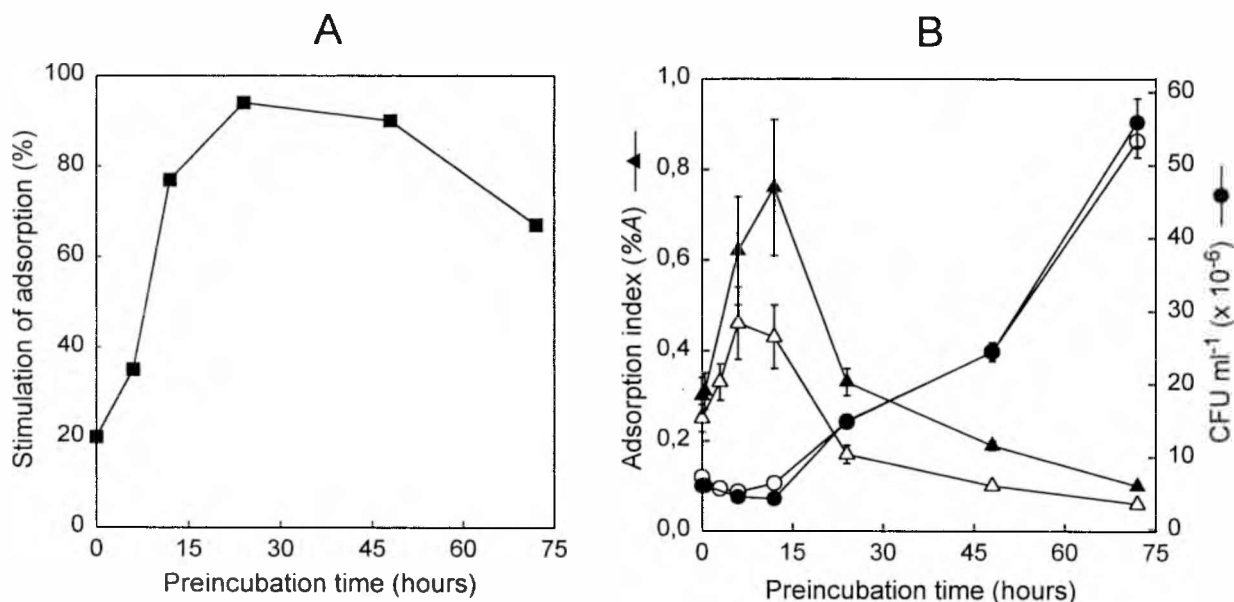 A
B
Stimulation of adsorption (%)
100
80
60
40
20
0
0 15 30 45 60 75
Preincubation time (hours)
Adsorption index (%A)
1,0
0,8
0,6
0,4
0,2
0,0
0 15 30 45 60 75
Preincubation time (hours)
60
50
40
30
20
10
0
CFU ml-1 (x 10-6)